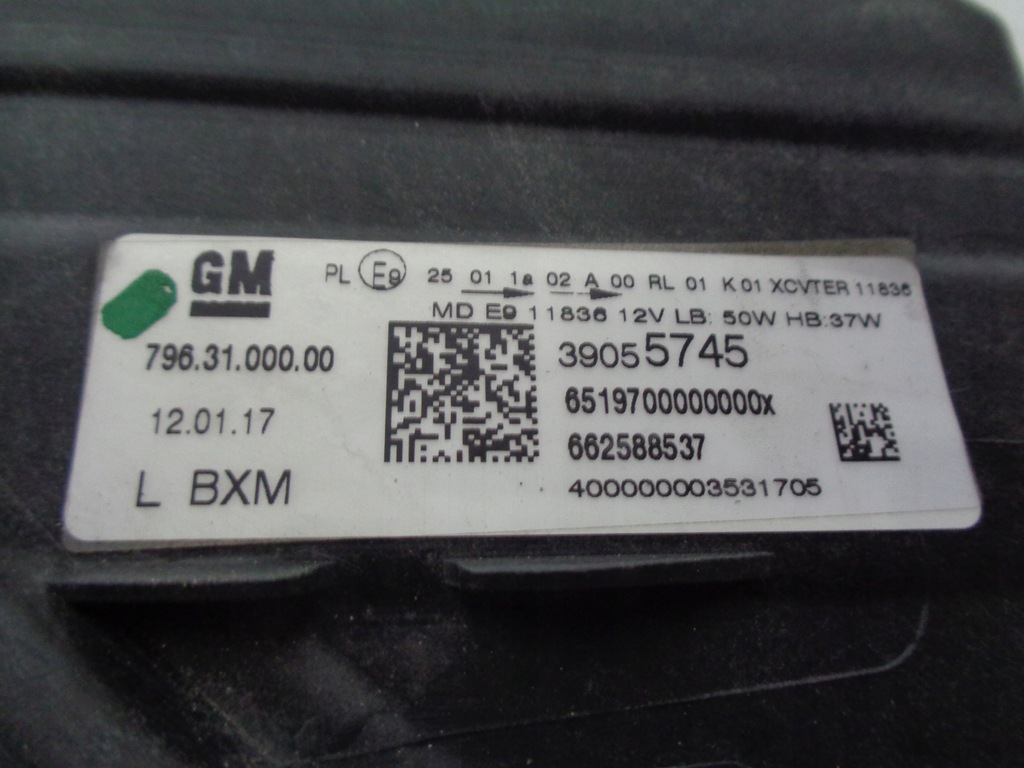 GM PL E9 25 01 1a 02 A 00 RL 01 K 01 XCVTER 11836
MD E9 11836 12V LB: 50W HB:37W
796.31.000.00
39055745
6519700000000x
12.01.17
662588537
L BXM
400000003531705